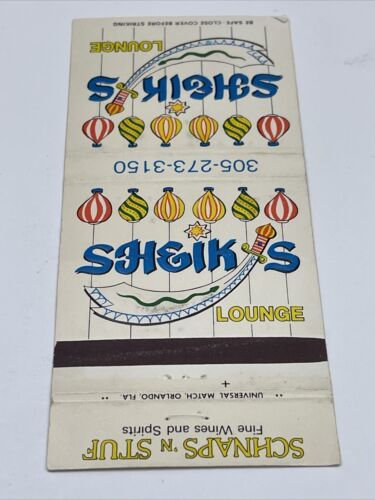 BE SAFE - CLOSE COVER BEFORE STRIKING
SHEIK'S
LOUNGE
305-273-3150
SHEIK'S
LOUNGE
** UNIVERSAL MATCH, ORLANDO, FLA **
SCHNAPS 'N STUF
Fine Wines and Spirits